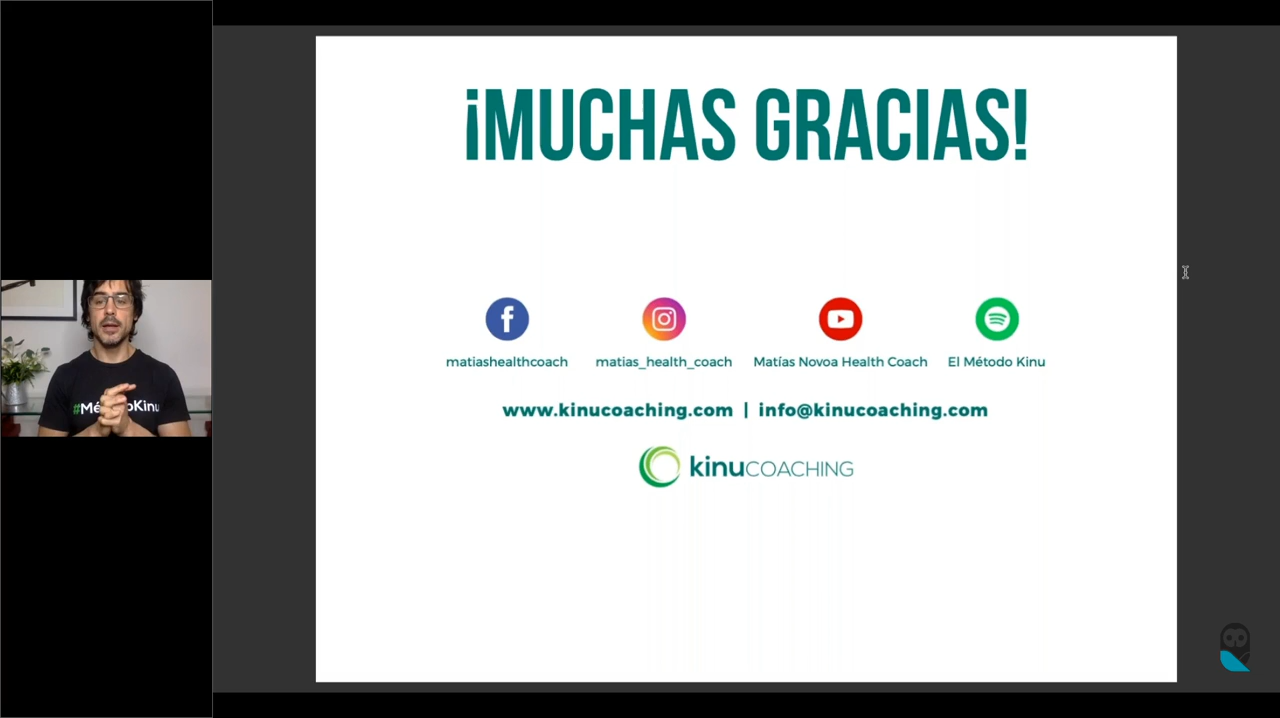 ¡MUCHAS GRACIAS!
matiashealthcoach
matias_health_coach
Matías Novoa Health Coach
El Método Kinu
www.kinucoaching.com | info@kinucoaching.com
kinuCOACHING